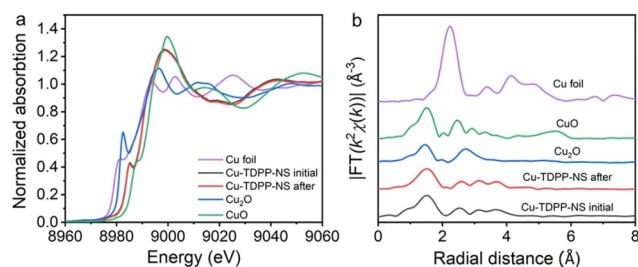 a
Normalized absorption
1.4
1.2
1.0
0.8
0.6
0.4
0.2
0.0
8960 8980 9000 9020 9040 9060
Energy (eV)
Cu foil
Cu-TDPP-NS initial
Cu-TDPP-NS after
Cu₂O
CuO
b
|FT(k²χ(k))| (Å⁻³)
Cu foil
CuO
Cu₂O
Cu-TDPP-NS after
Cu-TDPP-NS initial
0 2 4 6 8
Radial distance (Å)